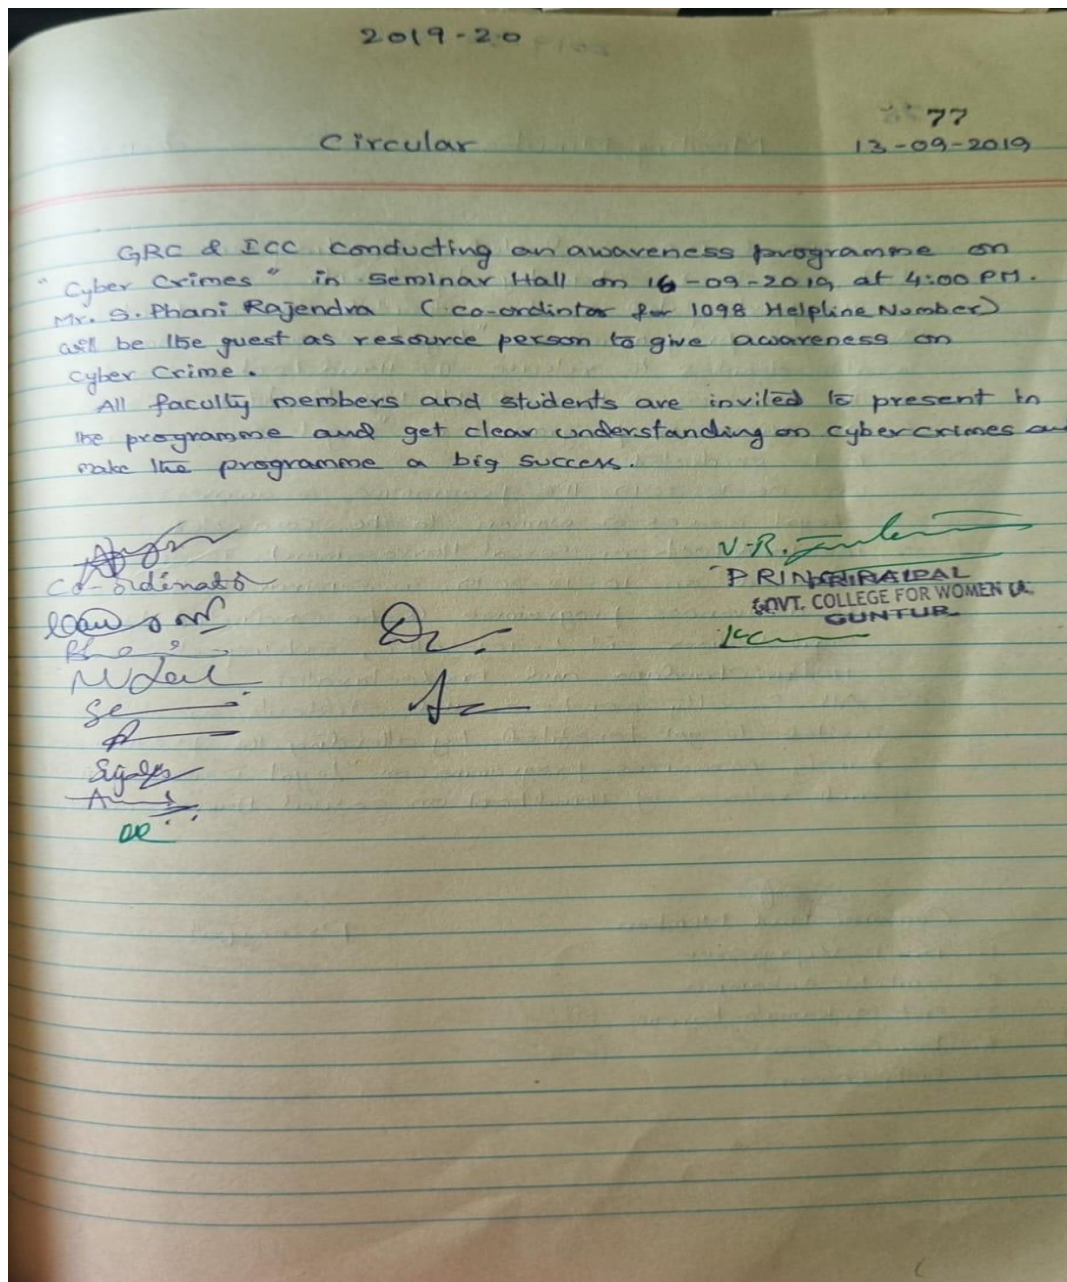 2019-20
77
Circular 13-09-2019
GRC & ICC conducting an awareness programme on
"Cyber Crimes" in Seminar Hall on 16-09-2019 at 4:00 PM.
Mr. S. Phani Rajendra (co-ordintor for 1098 Helpline Number)
will be the guest as resource person to give awareness on
Cyber Crime.
All faculty members and students are invited to present in
the programme and get clear understanding on cyber crimes
make the programme a big success.
V.R.
Co-ordinator
PRINCIPAL
GOVT. COLLEGE FOR WOMEN
GUNTUR